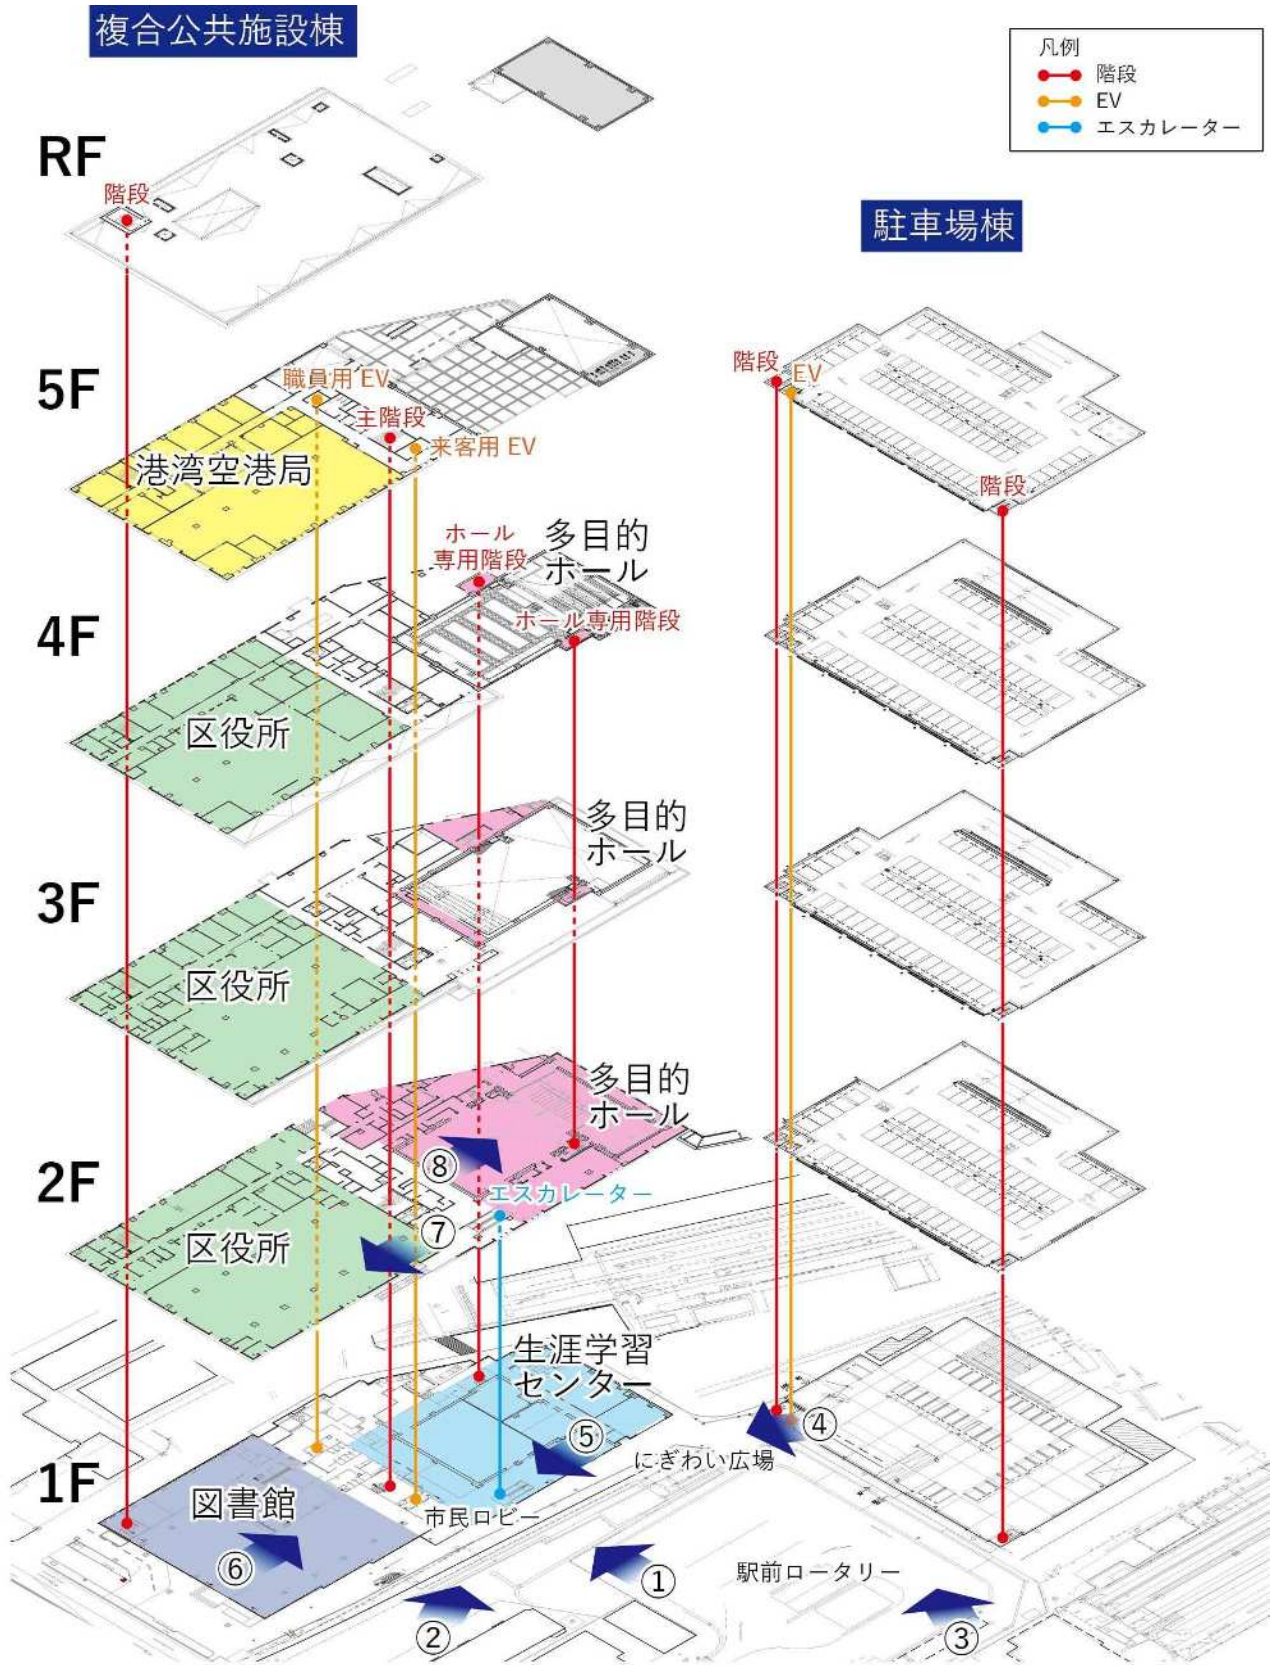 複合公共施設棟
凡例
階段
EV
エスカレーター
RF
階段
駐車場棟
5F
職員用 EV
主階段
来客用 EV
港湾空港局
階段
EV
階段
4F
ホール
専用階段
多目的
ホール
ホール専用階段
区役所
3F
多目的
ホール
区役所
2F
多目的
ホール
⑧
エスカレーター
⑦
区役所
1F
生涯学習
センター
④
⑤
にぎわい広場
図書館
市民ロビー
⑥
①
駅前ロータリー
②
③